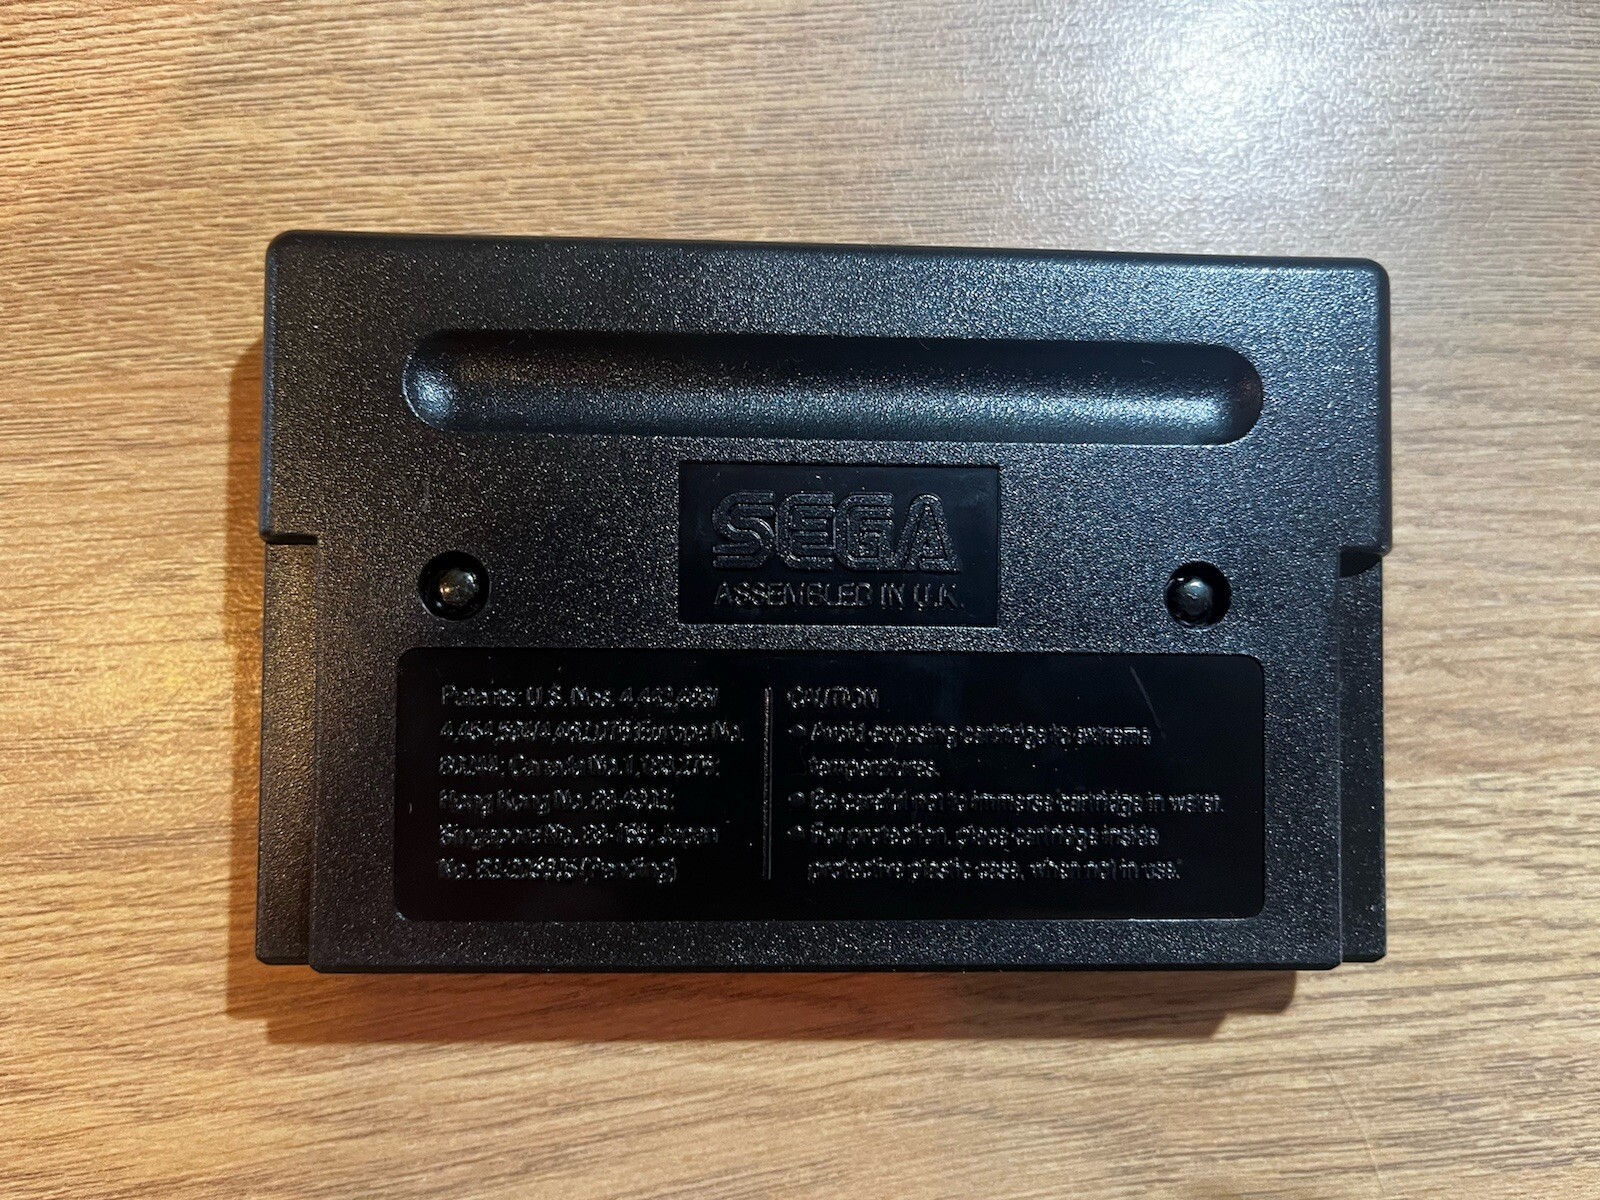 SEGA
ASSEMBLED IN U.K.
Patents: U.S. Nos. 4,442,486/
4,454,594/4,462,076; Europe No.
80244; Canada No. 1,183,276;
Hong Kong No. 88-4302;
Singapore No. 88-155; Japan
No. 82-205605 (Pending)
CAUTION
• Avoid exposing cartridge to extreme
temperatures.
• Be careful not to immerse cartridge in water.
• For protection, place cartridge inside
protective plastic case, when not in use.